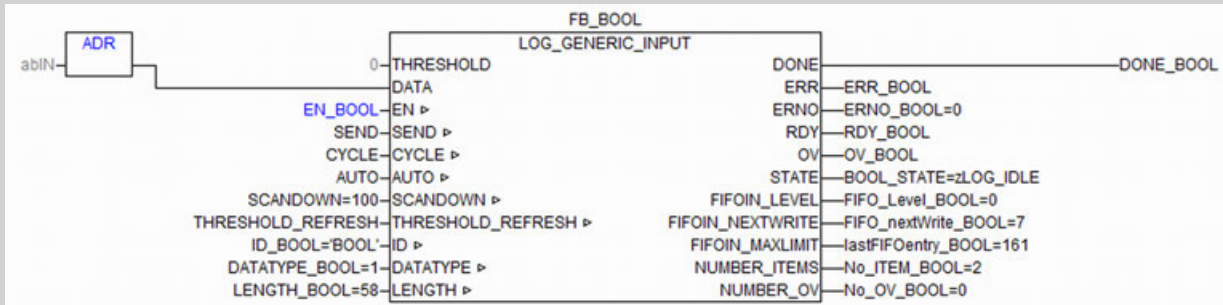 FB_BOOL
ADR LOG_GENERIC_INPUT
abIN 0 THRESHOLD DONE DONE_BOOL
DATA ERR ERR_BOOL
EN_BOOL EN ▹ ERNO ERNO_BOOL=0
SEND SEND ▹ RDY RDY_BOOL
CYCLE CYCLE ▹ OV OV_BOOL
AUTO AUTO ▹ STATE BOOL_STATE=zLOG_IDLE
SCANDOWN=100 SCANDOWN ▹ FIFOIN_LEVEL FIFO_Level_BOOL=0
THRESHOLD_REFRESH THRESHOLD_REFRESH ▹ FIFOIN_NEXTWRITE FIFO_nextWrite_BOOL=7
ID_BOOL='BOOL' ID ▹ FIFOIN_MAXLIMIT lastFIFOentry_BOOL=161
DATATYPE_BOOL=1 DATATYPE ▹ NUMBER_ITEMS No_ITEM_BOOL=2
LENGTH_BOOL=58 LENGTH ▹ NUMBER_OV No_OV_BOOL=0